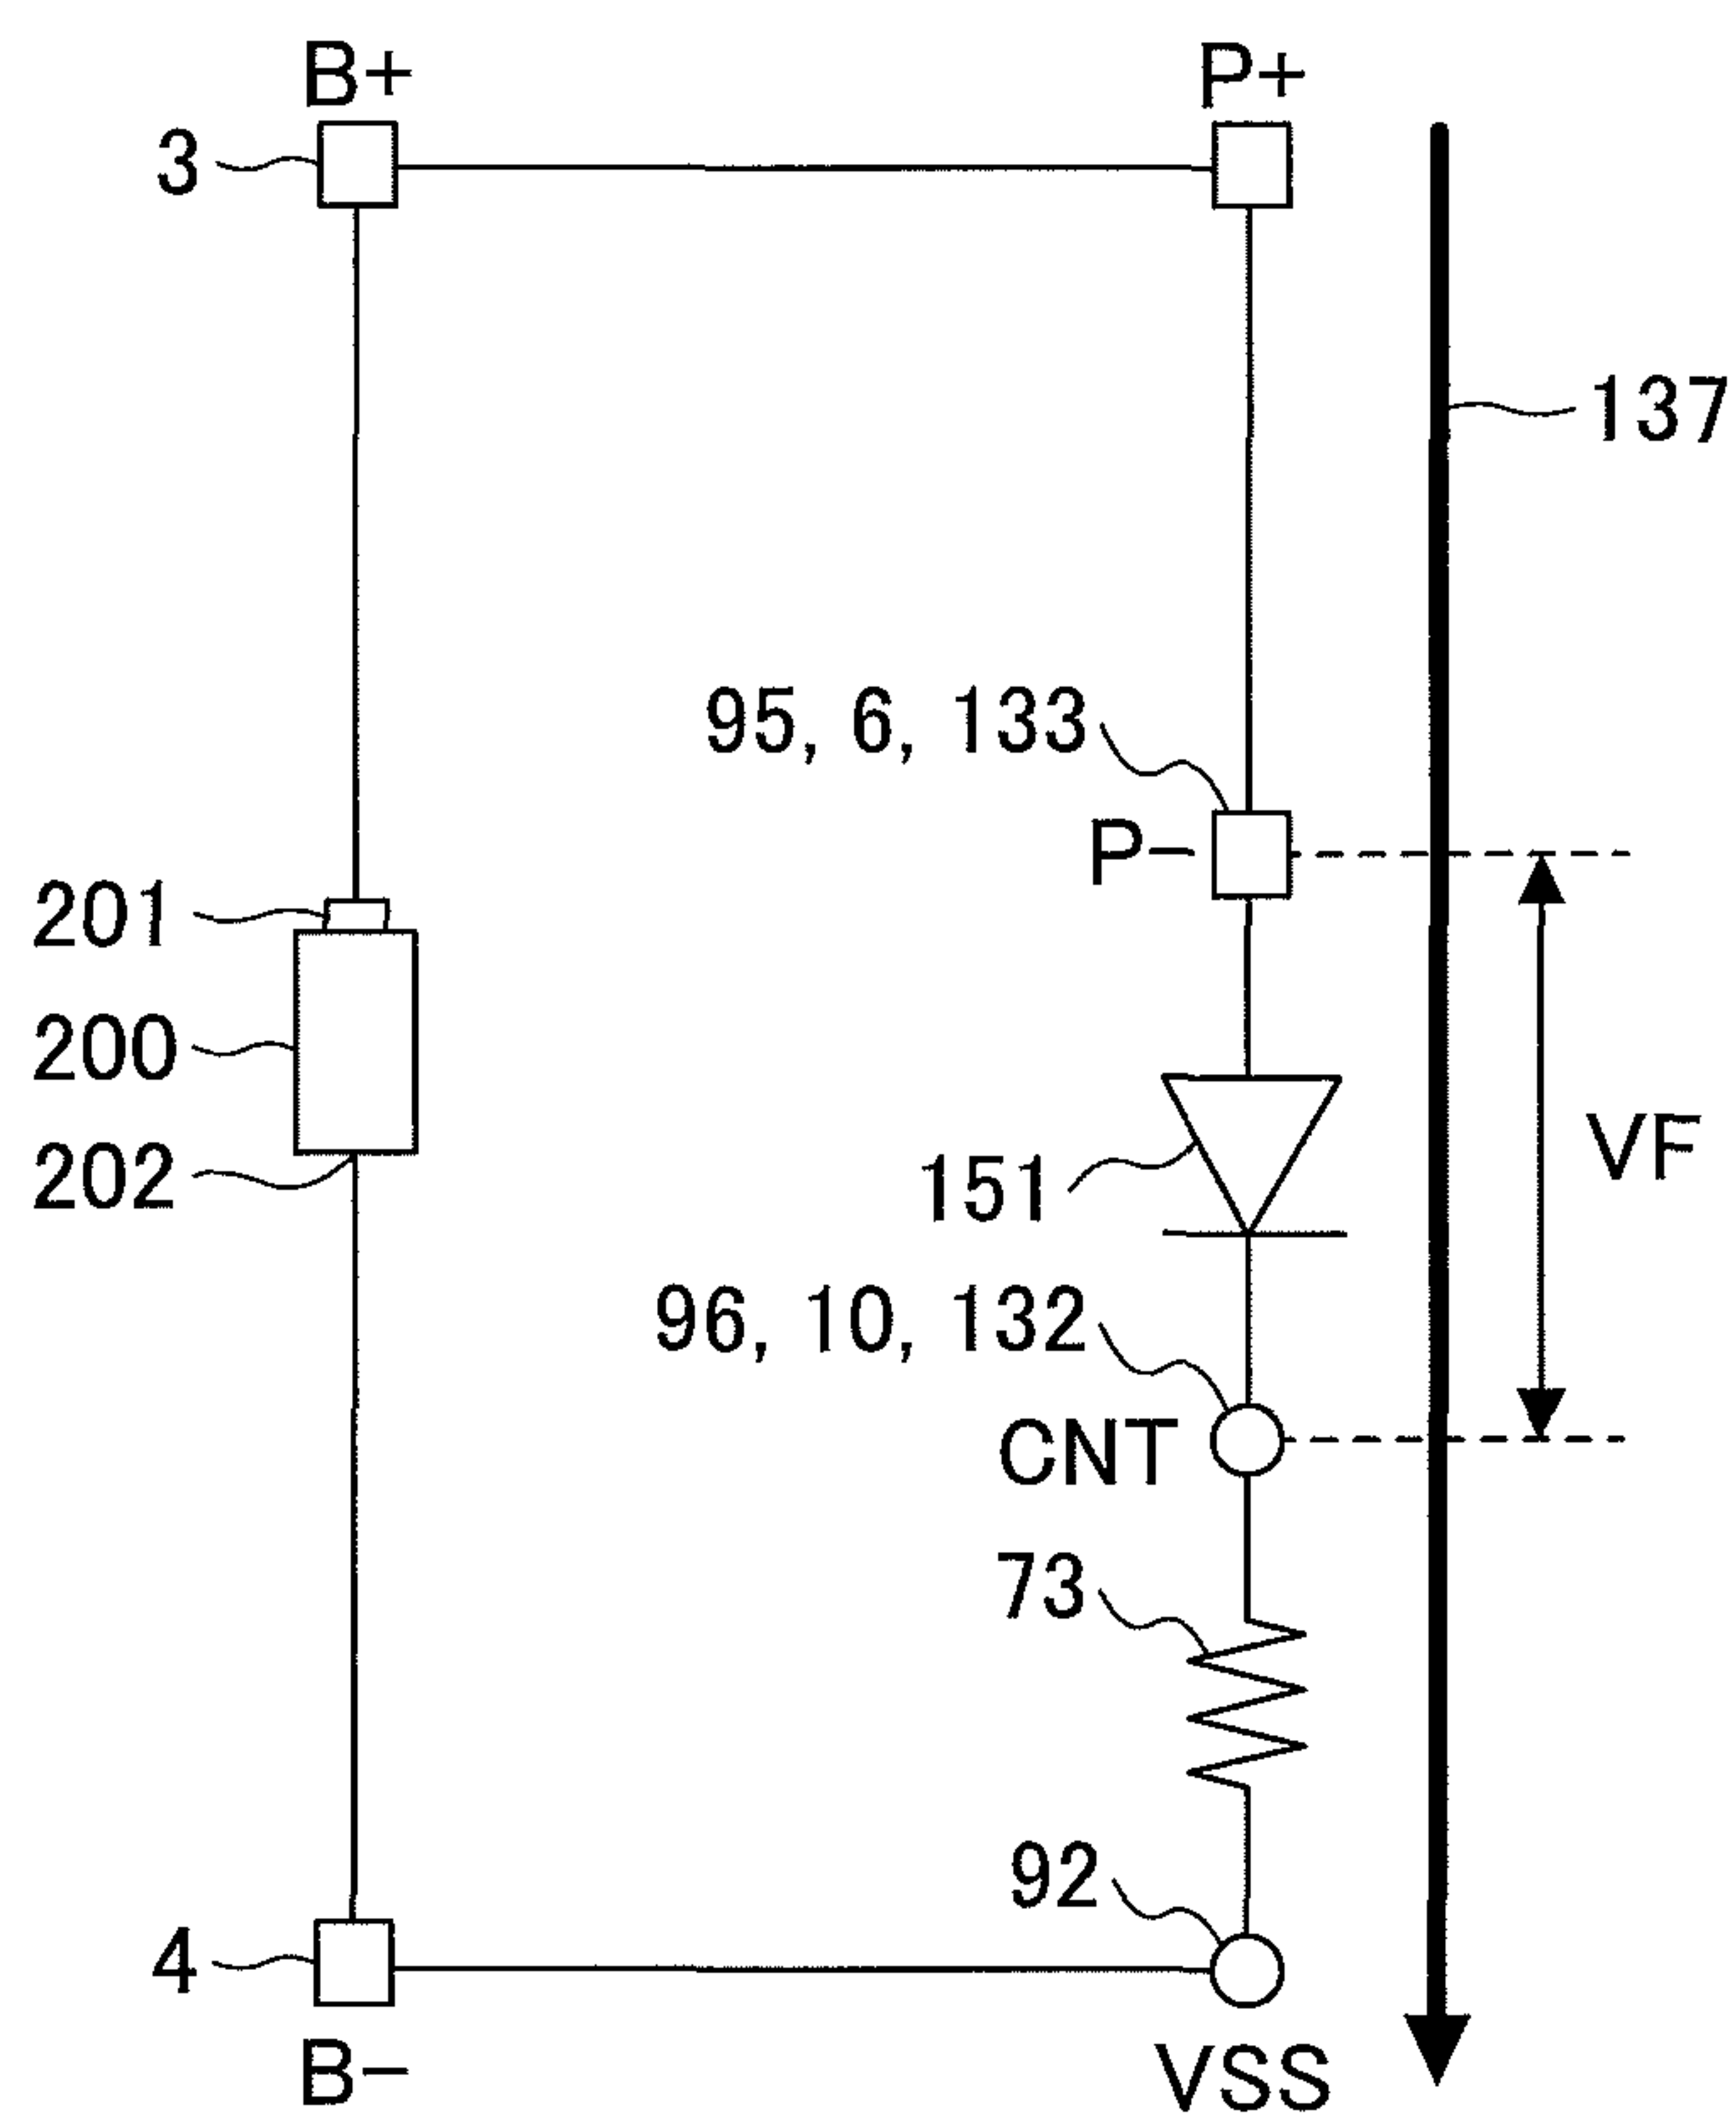 B+
P+
3
137
95, 6, 133
P-
201
200
VF
202
151
96, 10, 132
CNT
73
92
4
B-
VSS